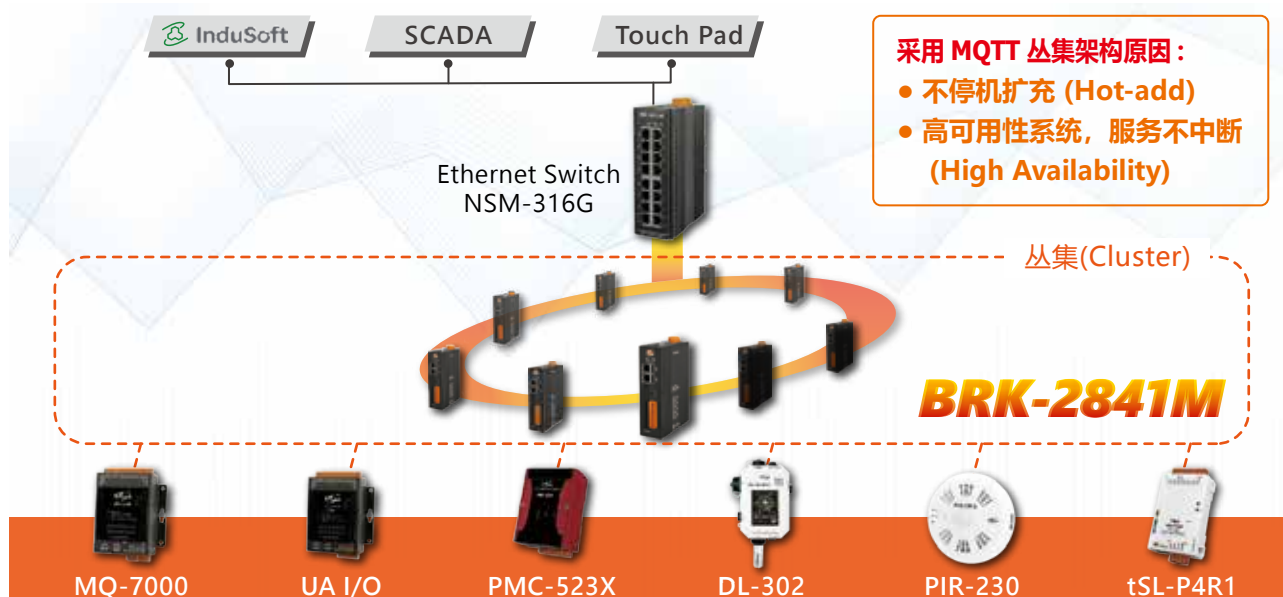 InduSoft
SCADA
Touch Pad
采用 MQTT 丛集架构原因：
● 不停机扩充 (Hot-add)
● 高可用性系统，服务不中断
(High Availability)
Ethernet Switch
NSM-316G
丛集(Cluster)
BRK-2841M
MQ-7000
UA I/O
PMC-523X
DL-302
PIR-230
tSL-P4R1